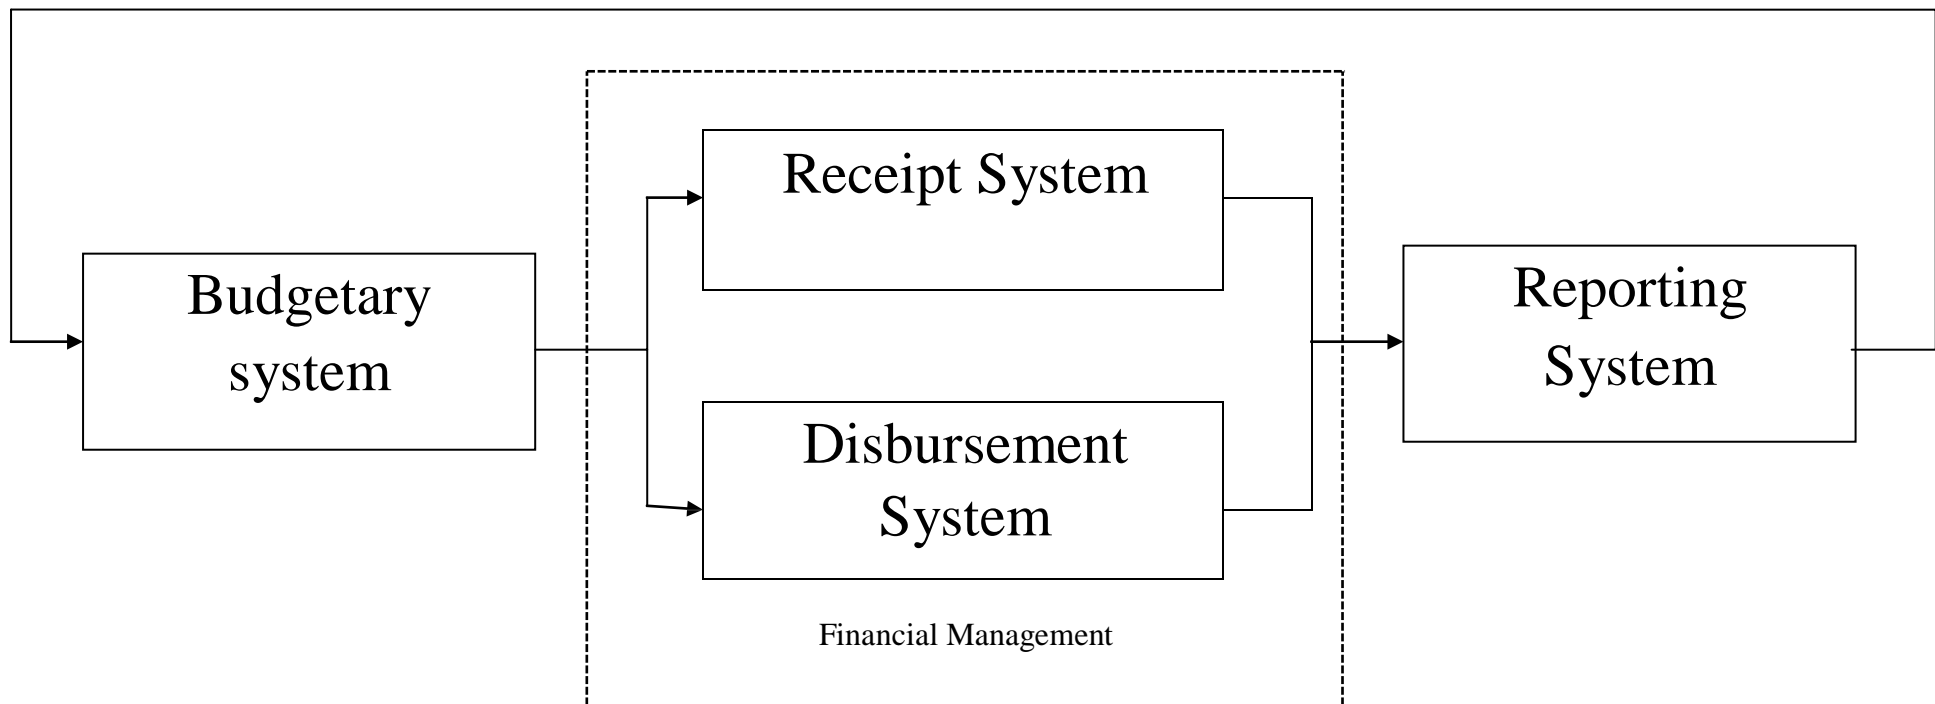 Receipt System
Budgetary
system
Reporting
System
Disbursement
System
Financial Management